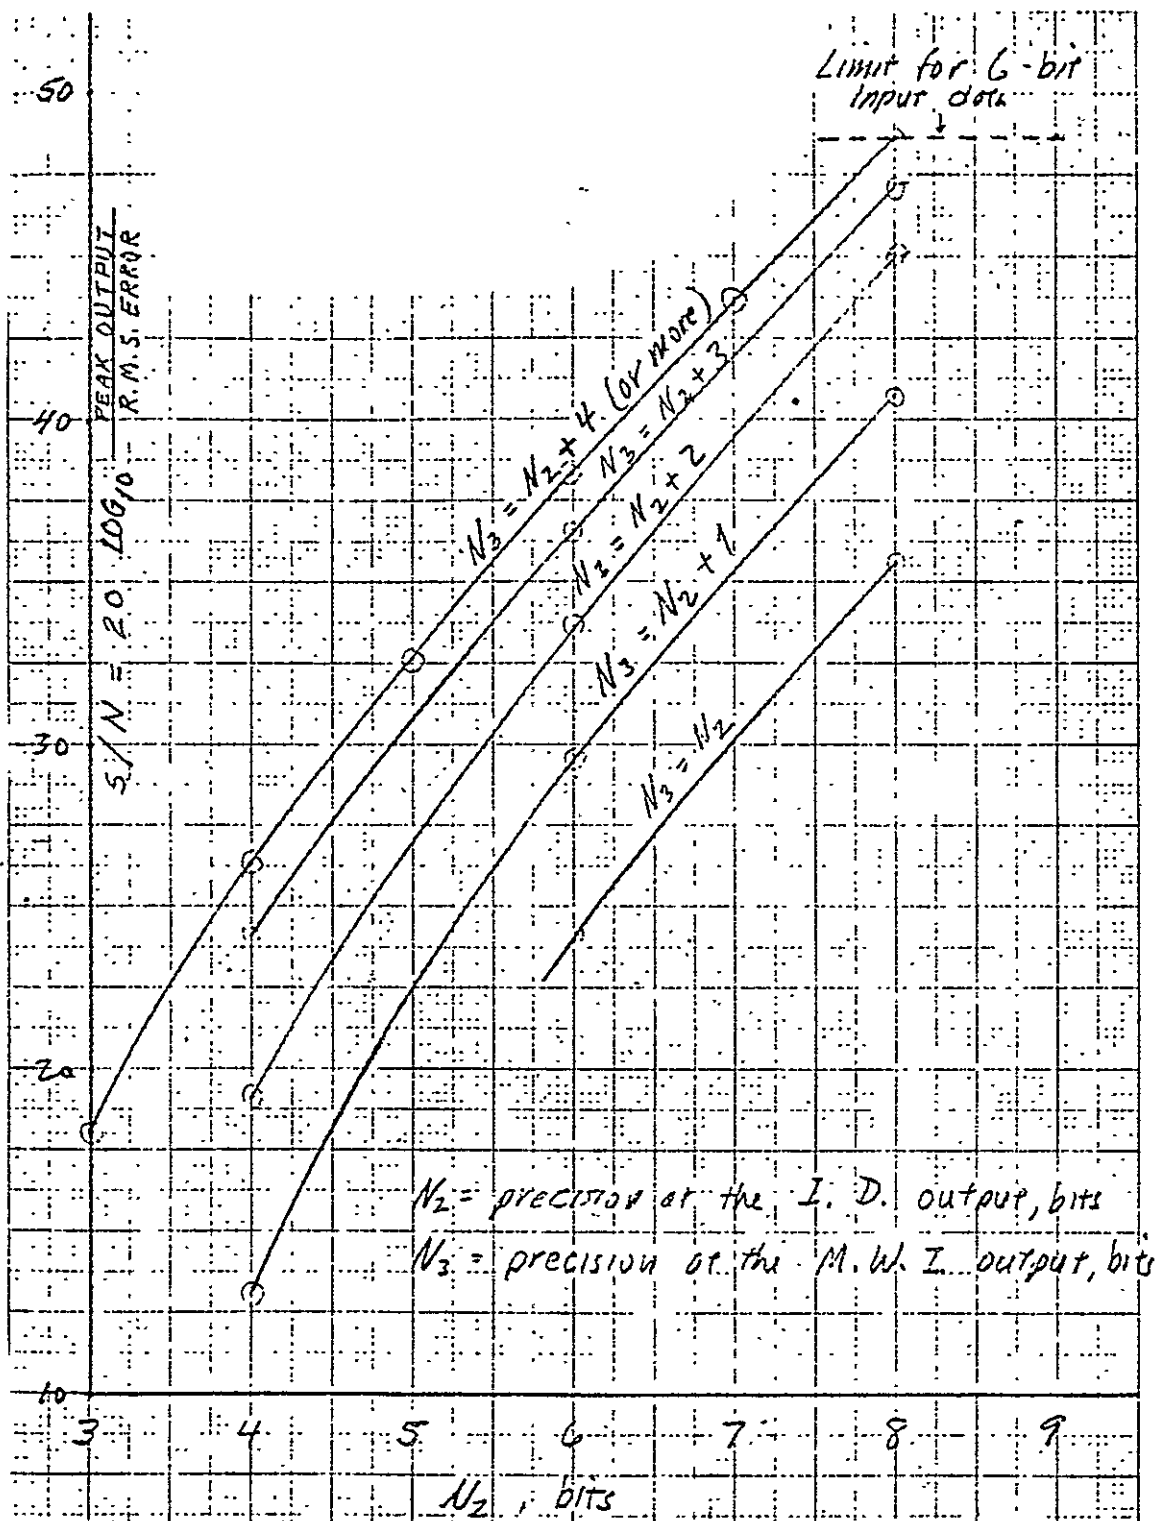 Limit for 6-bit
Input data
50
40
30
20
10
S/N = 20 LOG10 PEAK OUTPUT
R.M.S. ERROR
N3 = N2 + 4 (or more)
N3 = N2 + 3
N3 = N2 + 2
N3 = N2 + 1
N3 = N2
N2 = precision at the I. D. output, bits
N3 = precision at the M.W.I. output, bits
3 4 5 6 7 8 9
N2, bits